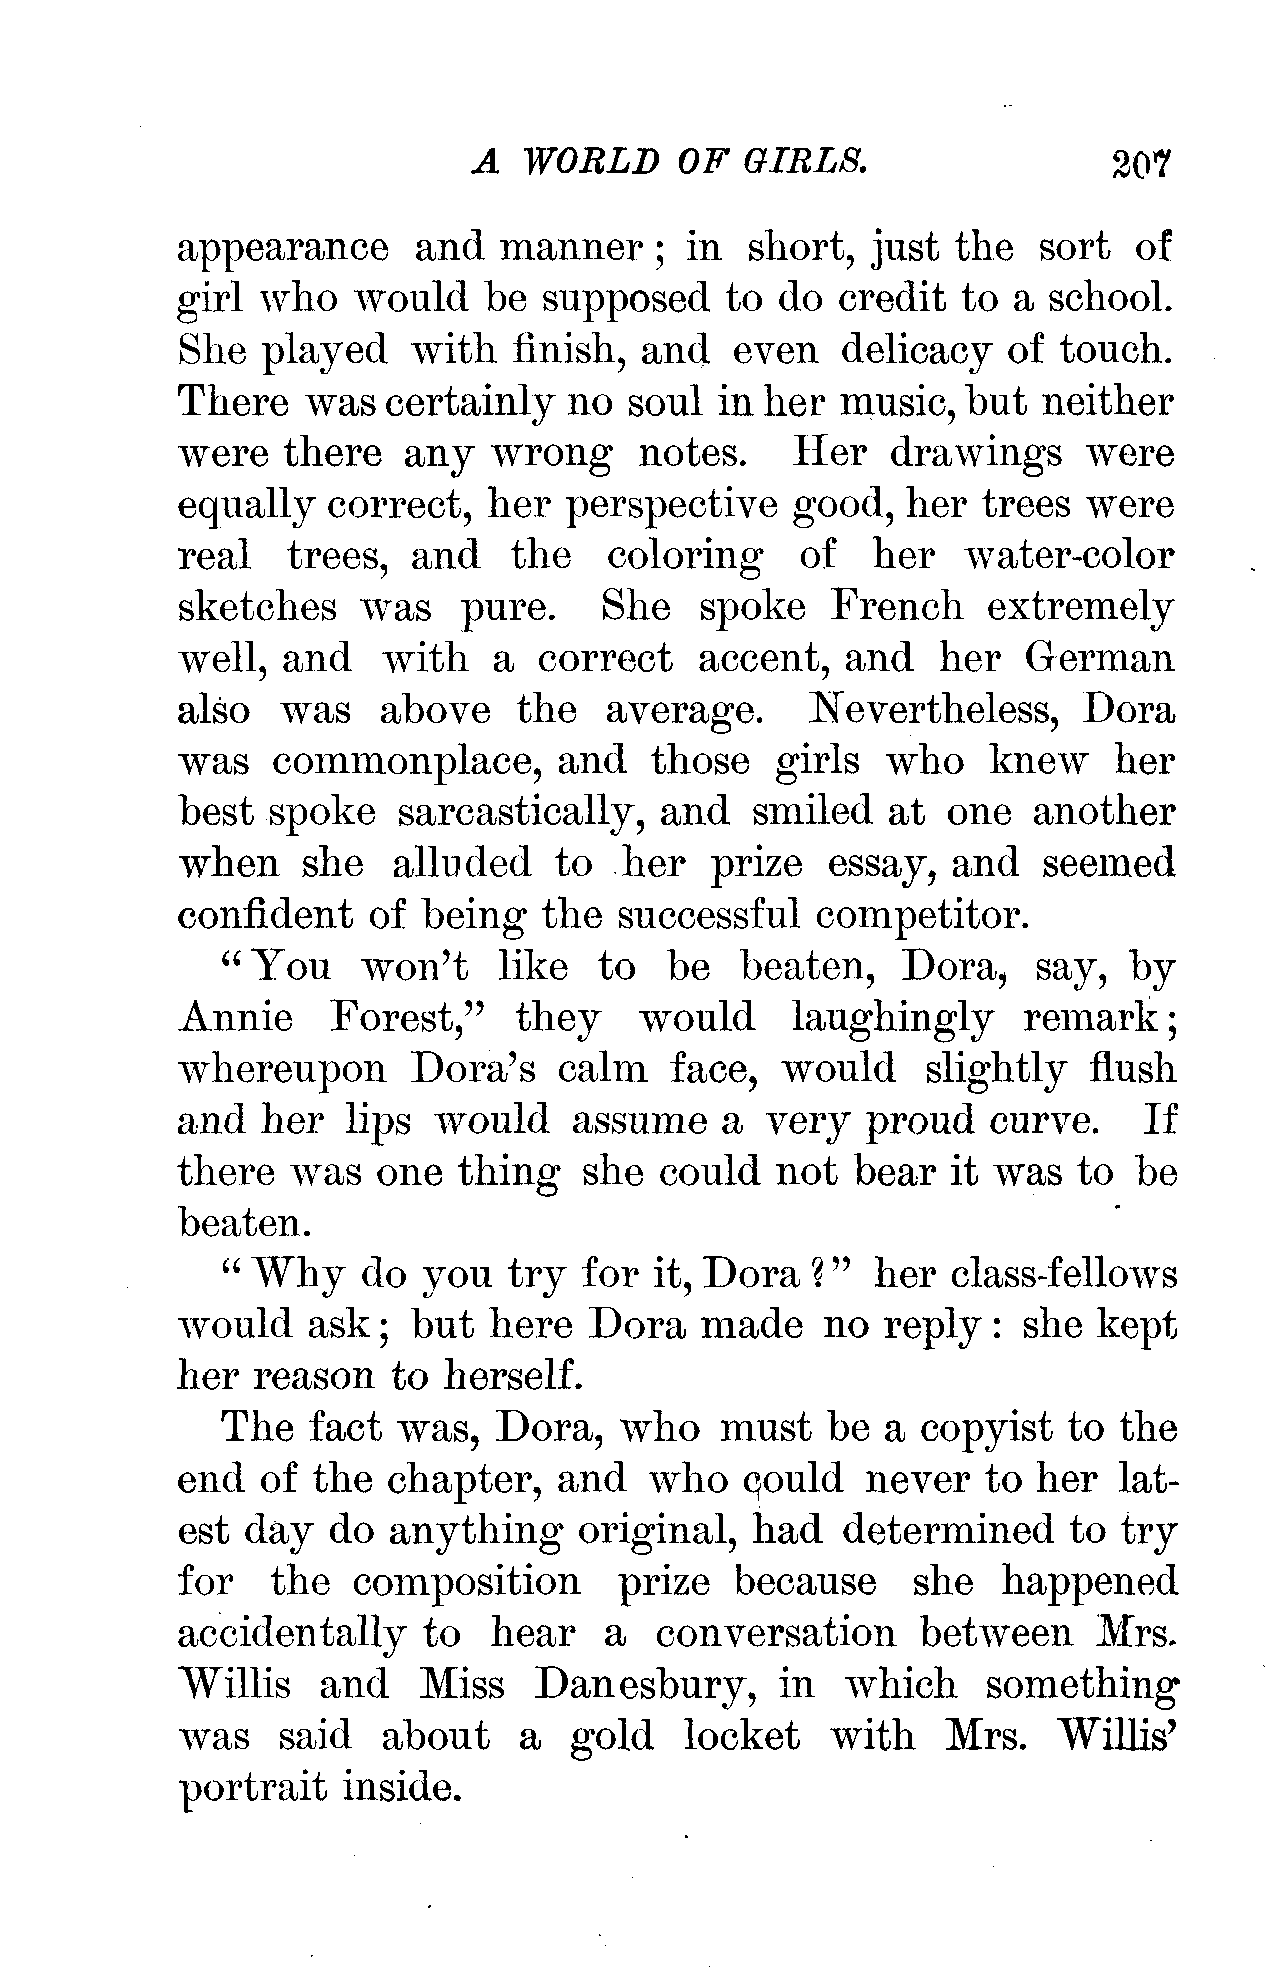 A WORLD OF GIRLS. 207
appearance and manner; in short, just the sort of
girl who would be supposed to do credit to a school.
She played with finish, and even delicacy of touch.
There was certainly no soul in her music, but neither
were there any wrong notes. Her drawings were
equally correct, her perspective good, her trees were
real trees, and the coloring of her water-color
sketches was pure. She spoke French extremely
well, and with a correct accent, and her German
also was above the average. Nevertheless, Dora
was commonplace, and those girls who knew her
best spoke sarcastically, and smiled at one another
when she alluded to her prize essay, and seemed
confident of being the successful competitor.
"You won't like to be beaten, Dora, say, by
Annie Forest," they would laughingly remark;
whereupon Dora's calm face, would slightly flush
and her lips would assume a very proud curve. If
there was one thing she could not bear it was to be
beaten.
"Why do you try for it, Dora?" her class-fellows
would ask; but here Dora made no reply: she kept
her reason to herself.
The fact was, Dora, who must be a copyist to the
end of the chapter, and who could never to her lat-
est day do anything original, had determined to try
for the composition prize because she happened
accidentally to hear a conversation between Mrs.
Willis and Miss Danesbury, in which something
was said about a gold locket with Mrs. Willis'
portrait inside.